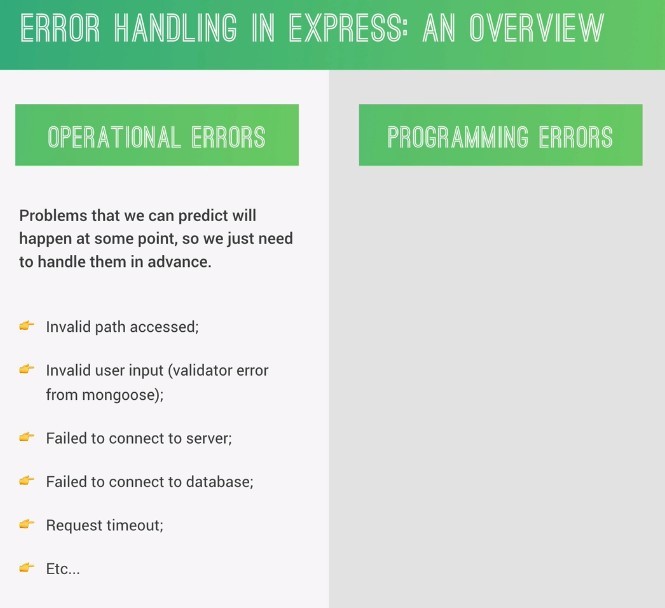 ERROR HANDLING IN EXPRESS: AN OVERVIEW
OPERATIONAL ERRORS
Problems that we can predict will
happen at some point, so we just need
to handle them in advance.
Invalid path accessed;
Invalid user input (validator error
from mongoose);
Failed to connect to server;
Failed to connect to database;
Request timeout;
Etc...
PROGRAMMING ERRORS